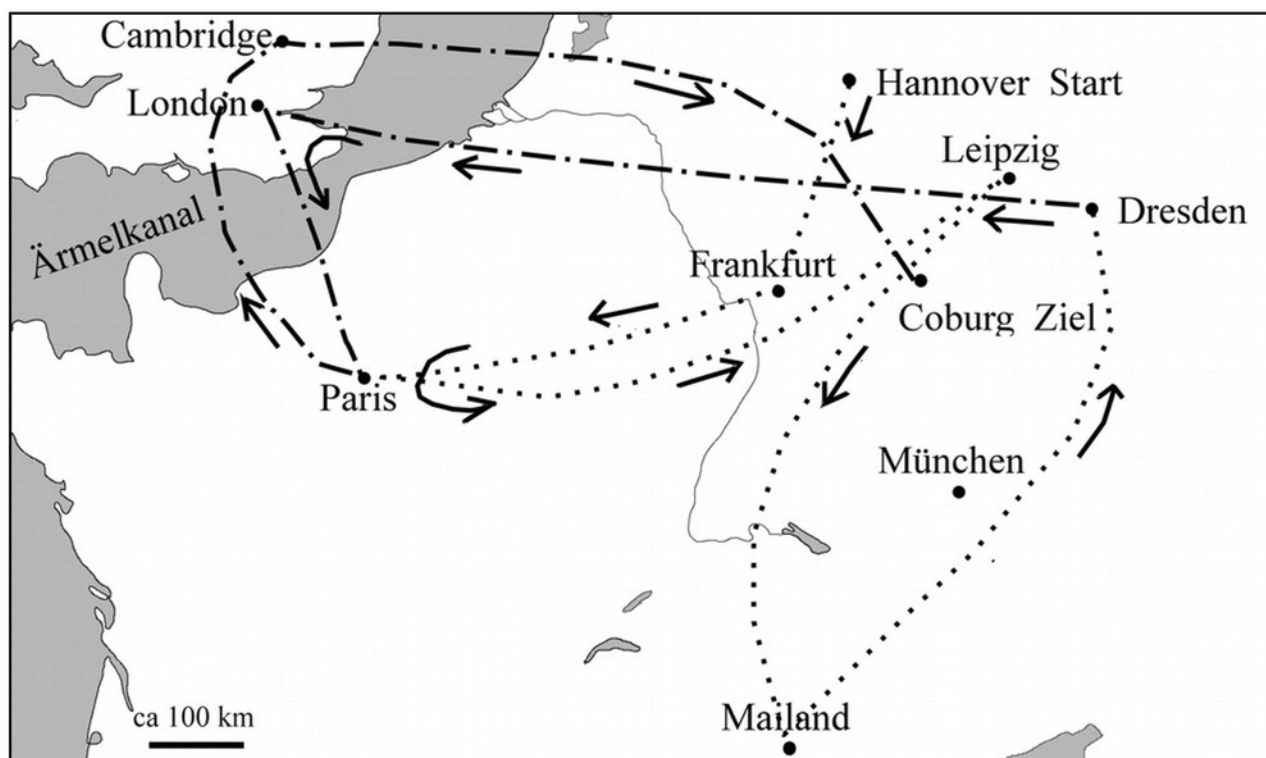 Cambridge
Hannover Start
London
Leipzig
Ärmelkanal
Dresden
Frankfurt
Coburg Ziel
Paris
München
Mailand
ca 100 km